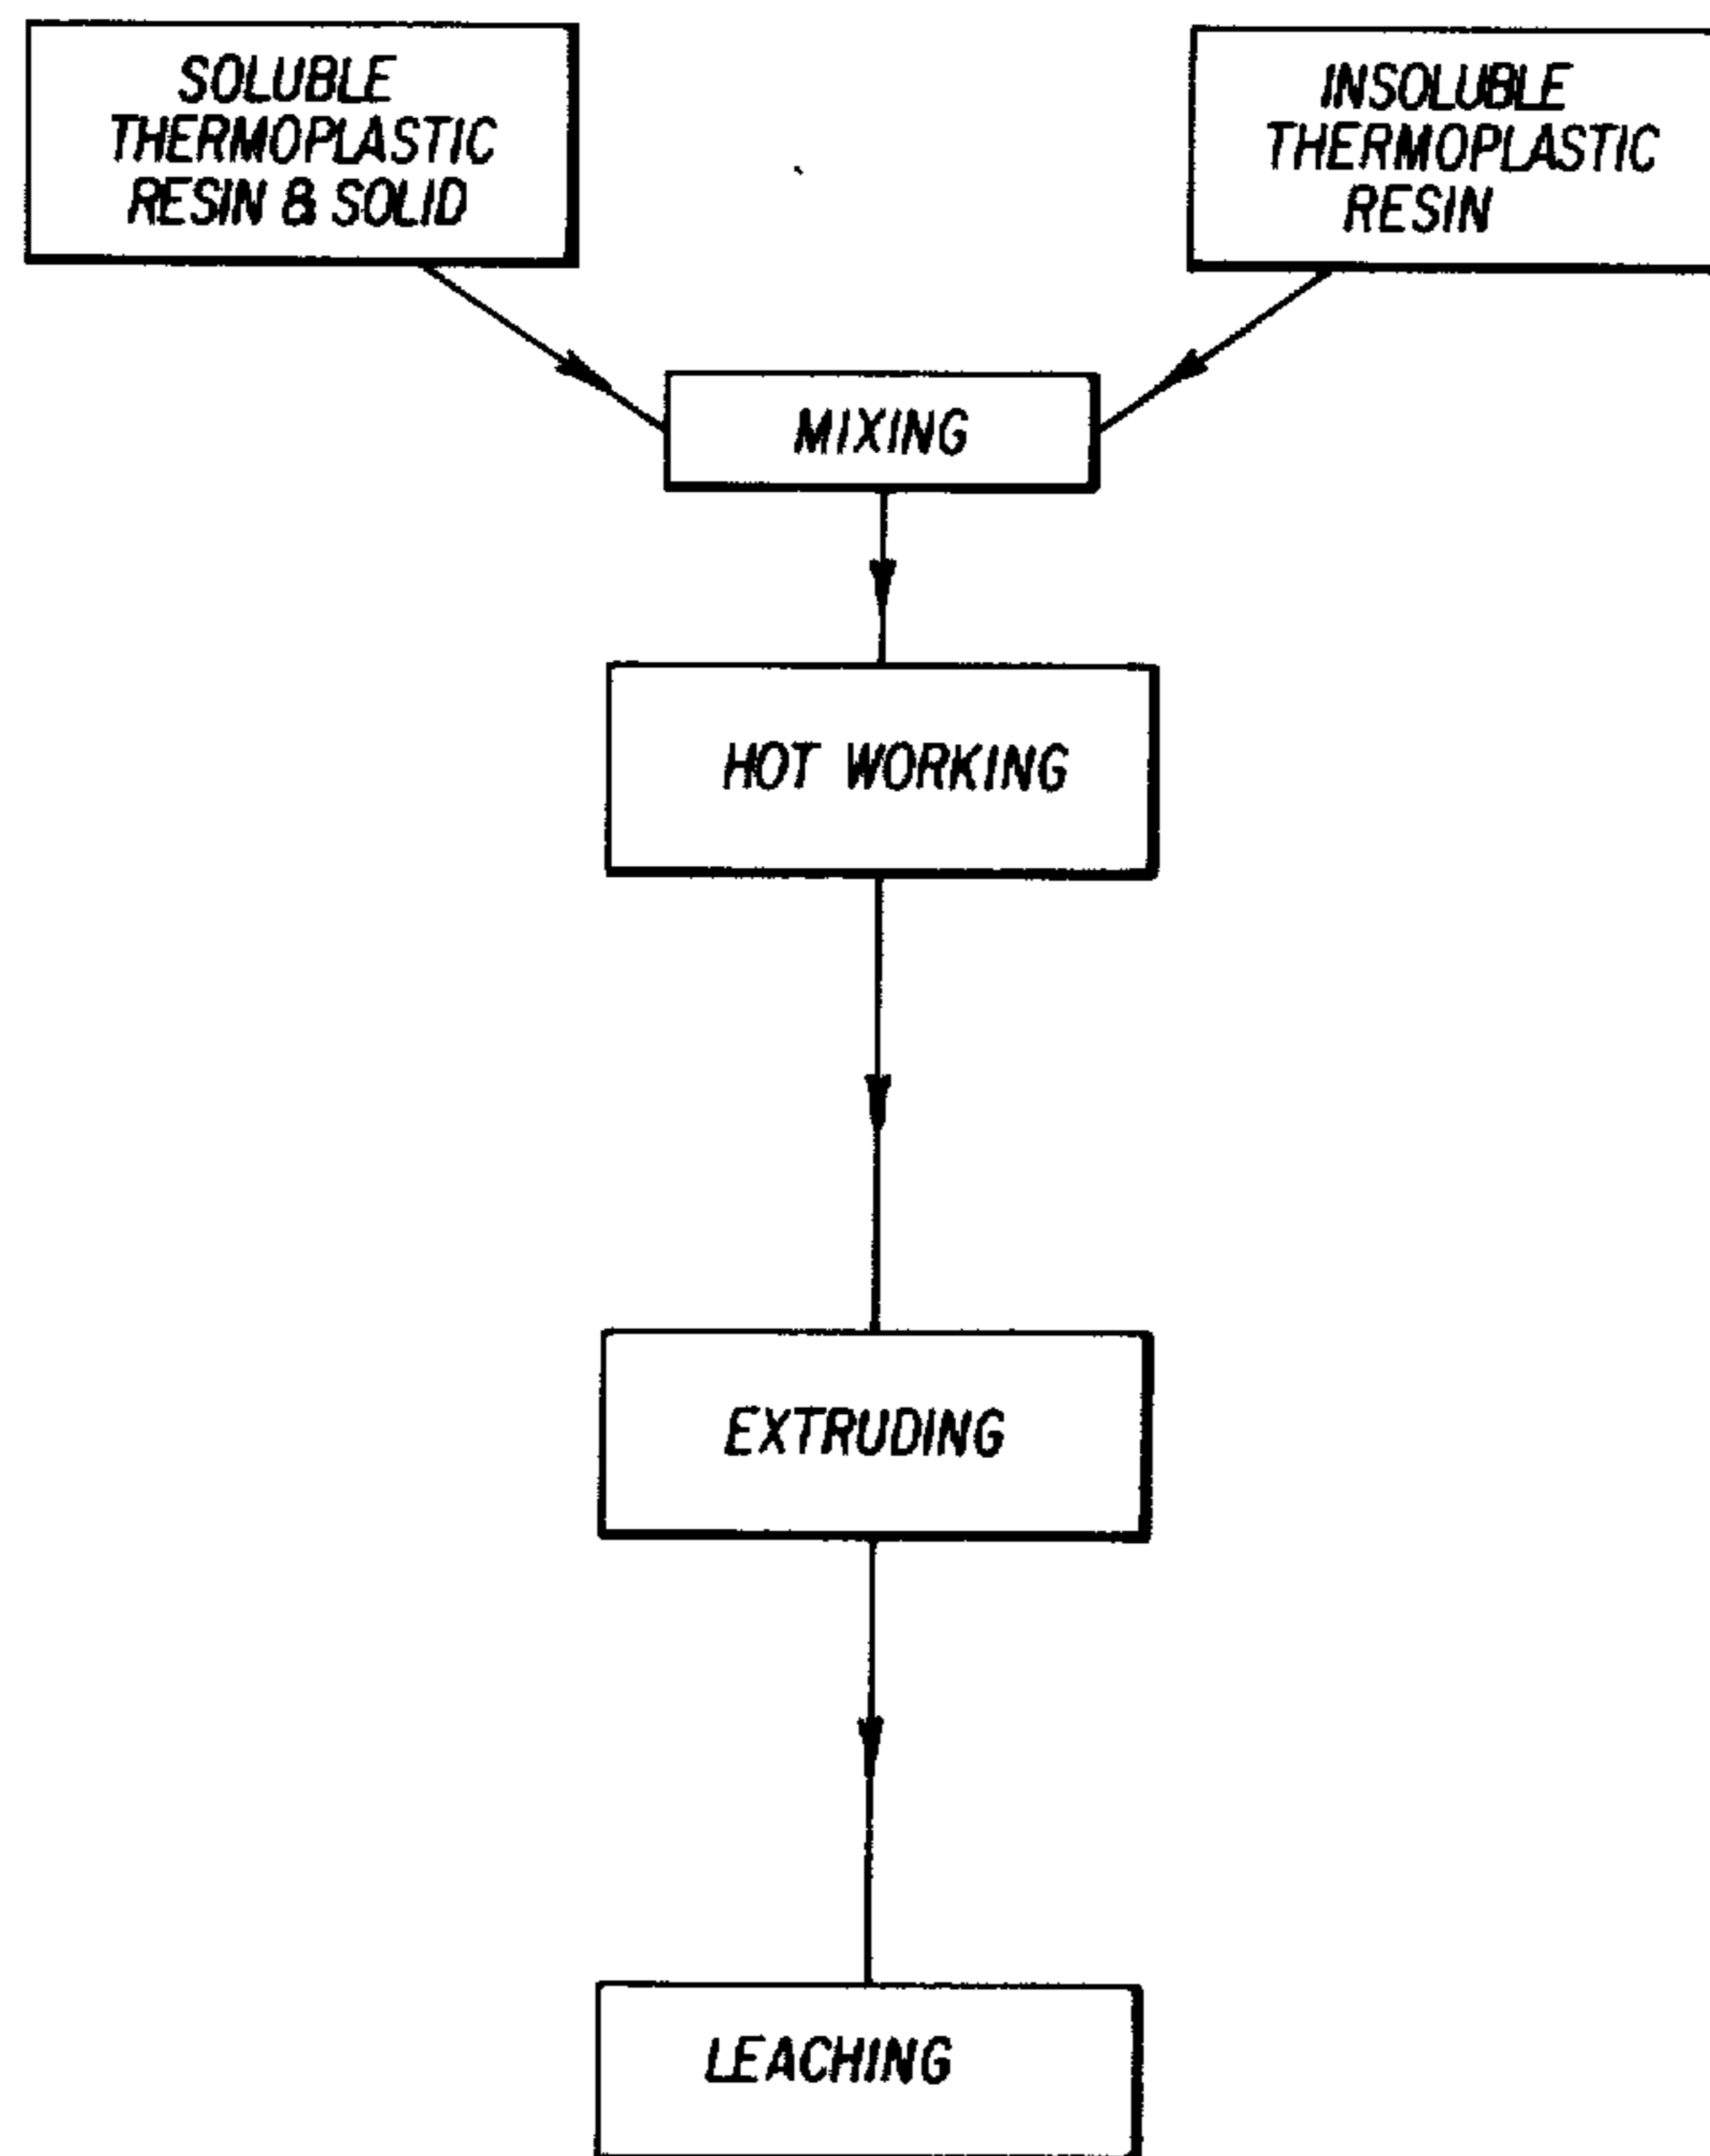 SOLUBLE
THERMOPLASTIC
RESIN & SOLID
INSOLUBLE
THERMOPLASTIC
RESIN
MIXING
HOT WORKING
EXTRUDING
LEACHING